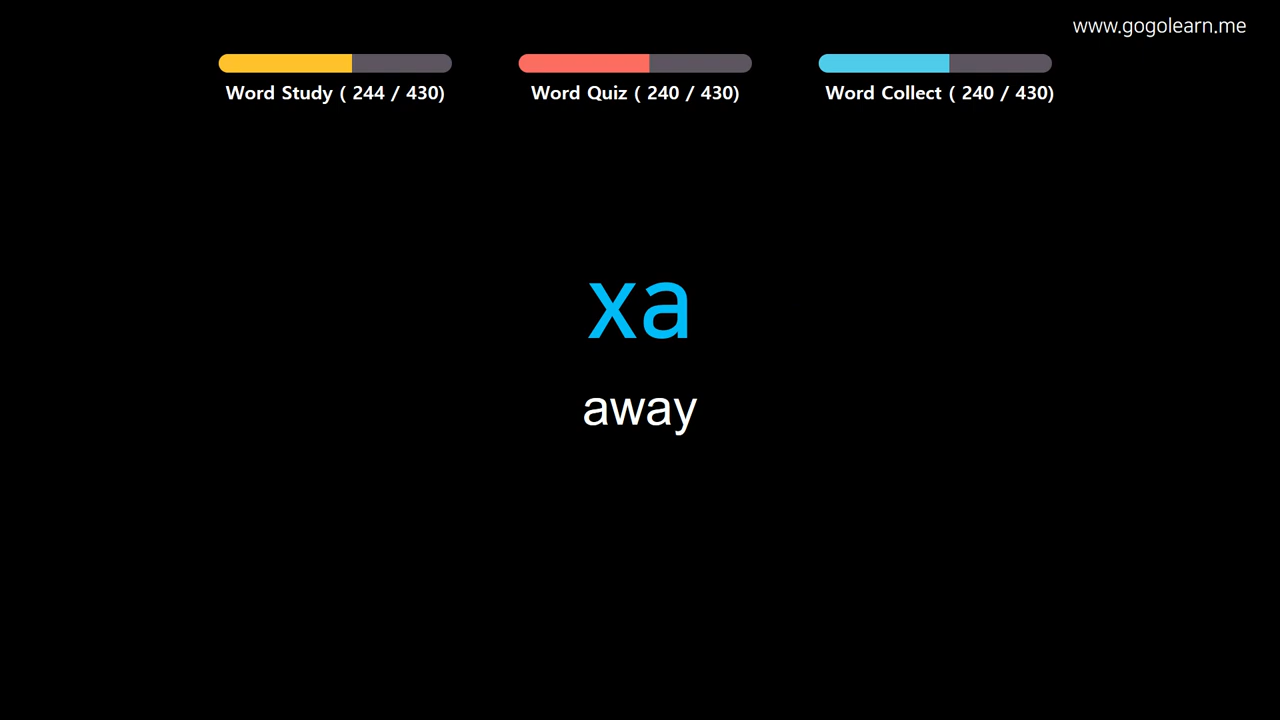 www.gogolearn.me
Word Study ( 244 / 430)
Word Quiz ( 240 / 430)
Word Collect ( 240 / 430)
xa
away